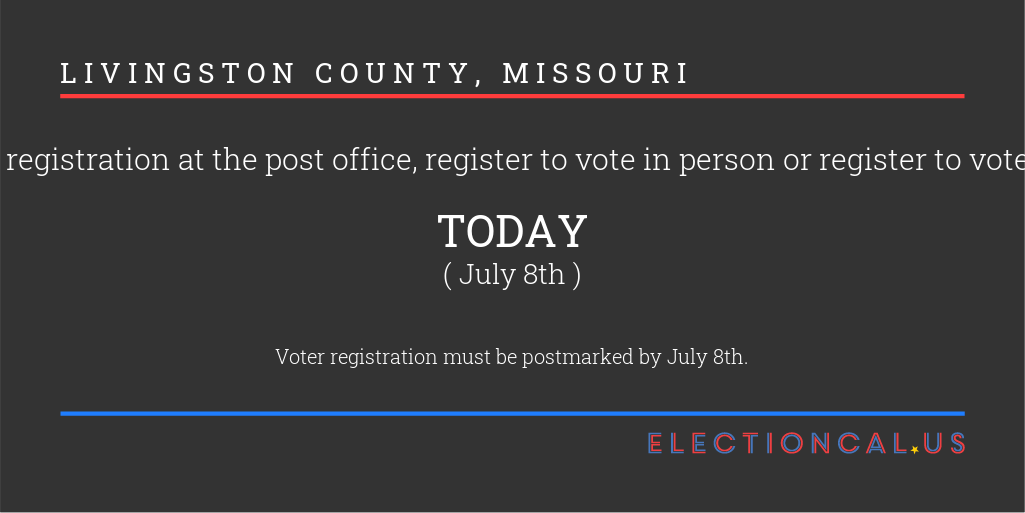 LIVINGSTON COUNTY, MISSOURI
registration at the post office, register to vote in person or register to vote
TODAY
( July 8th )
Voter registration must be postmarked by July 8th.
ELECTIONCAL.US